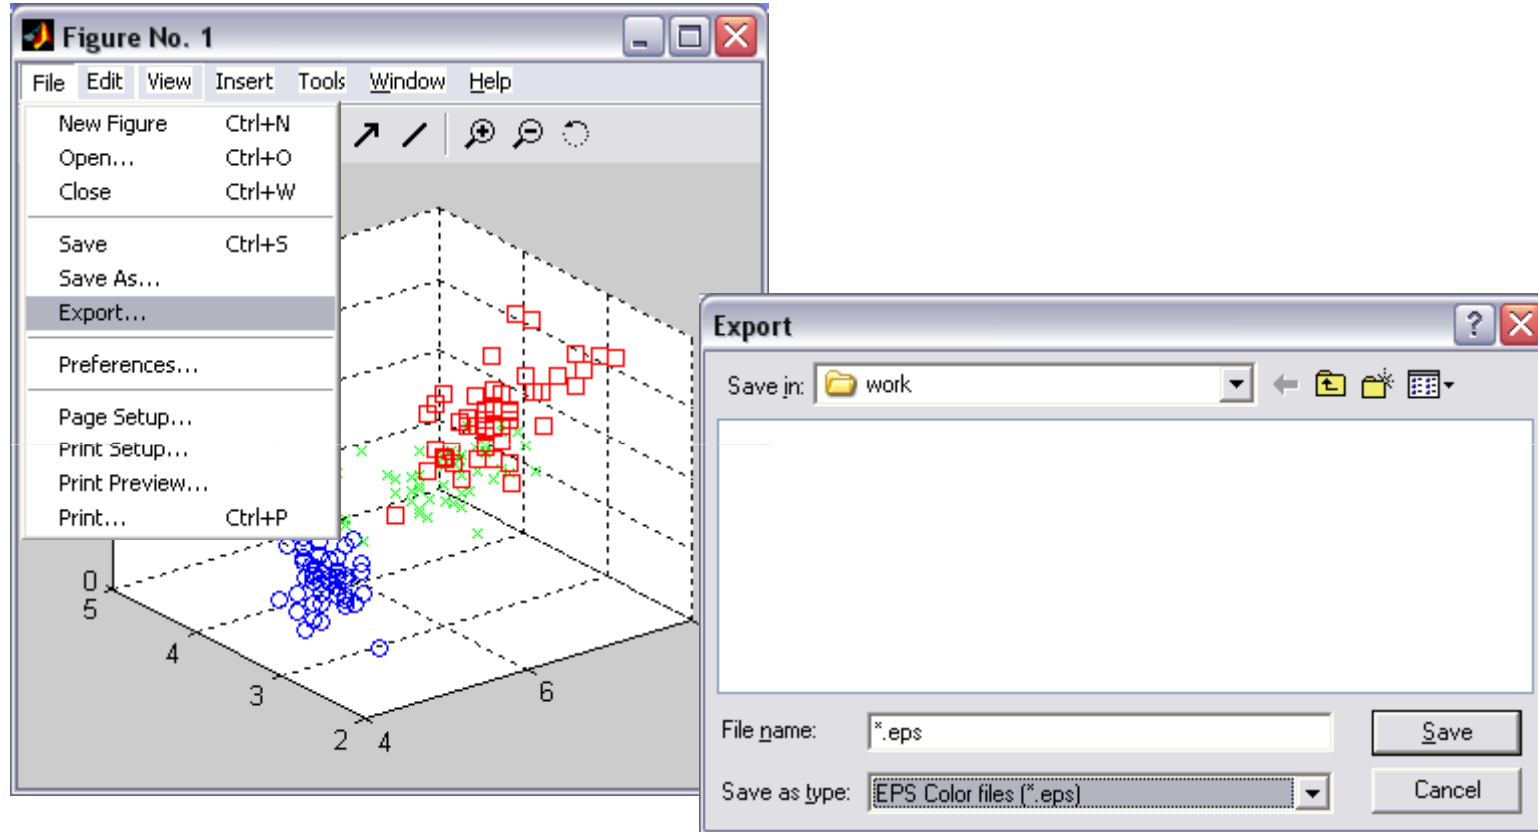 Figure No. 1
File Edit View Insert Tools Window Help
New Figure Ctrl+N
Open... Ctrl+O
Close Ctrl+W
Save Ctrl+S
Save As...
Export...
Preferences...
Page Setup...
Print Setup...
Print Preview...
Print... Ctrl+P
0
5
4
3
2
4
6
Export
Save in: work
File name: *.eps
Save
Save as type: EPS Color files (*.eps)
Cancel